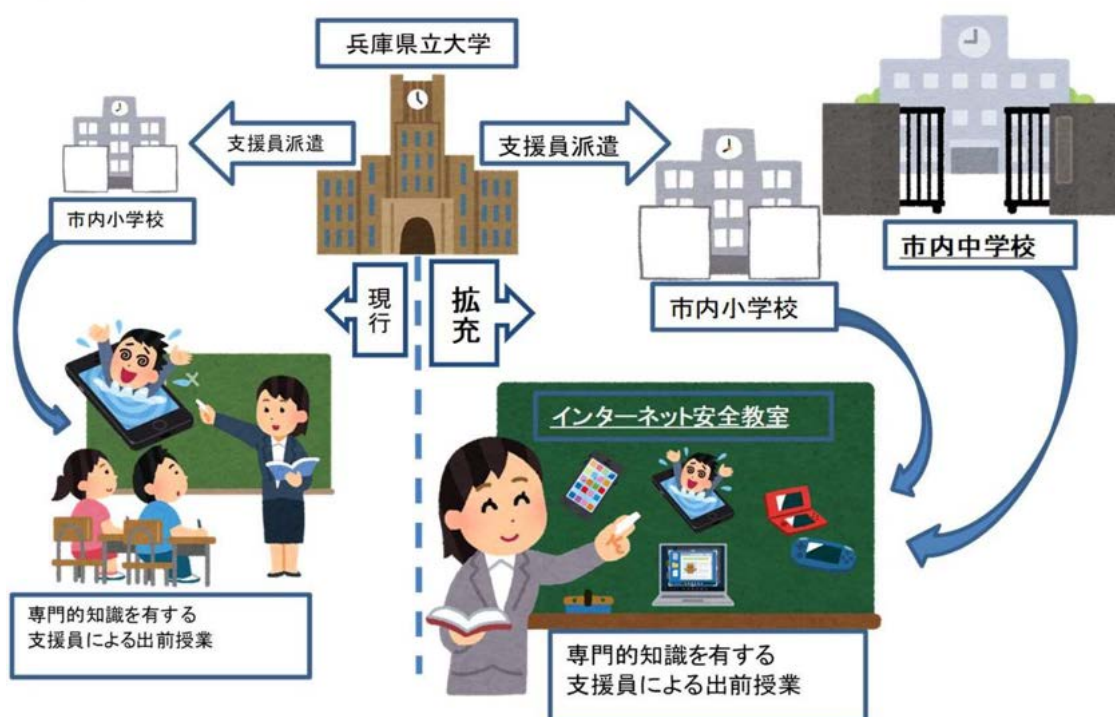 兵庫県立大学
支援員派遣
支援員派遣
市内小学校
市内中学校
市内小学校
現行
拡充
インターネット安全教室
専門的知識を有する
支援員による出前授業
専門的知識を有する
支援員による出前授業